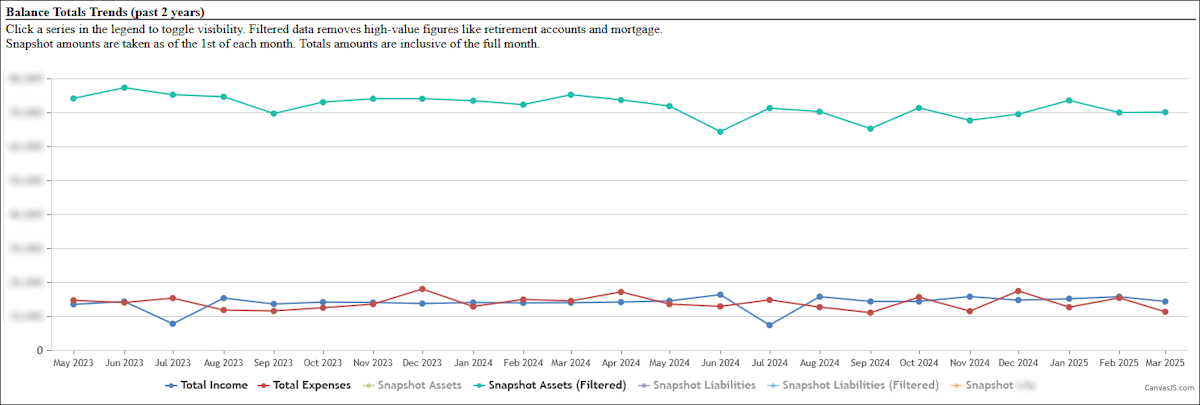 Balance Totals Trends (past 2 years)
Click a series in the legend to toggle visibility. Filtered data removes high-value figures like retirement accounts and mortgage.
Snapshot amounts are taken as of the 1st of each month. Totals amounts are inclusive of the full month.
0
May 2023 Jun 2023 Jul 2023 Aug 2023 Sep 2023 Oct 2023 Nov 2023 Dec 2023 Jan 2024 Feb 2024 Mar 2024 Apr 2024 May 2024 Jun 2024 Jul 2024 Aug 2024 Sep 2024 Oct 2024 Nov 2024 Dec 2024 Jan 2025 Feb 2025 Mar 2025
Total Income Total Expenses Snapshot Assets Snapshot Assets (Filtered) Snapshot Liabilities Snapshot Liabilities (Filtered) Snapshot
CanvasJS.com